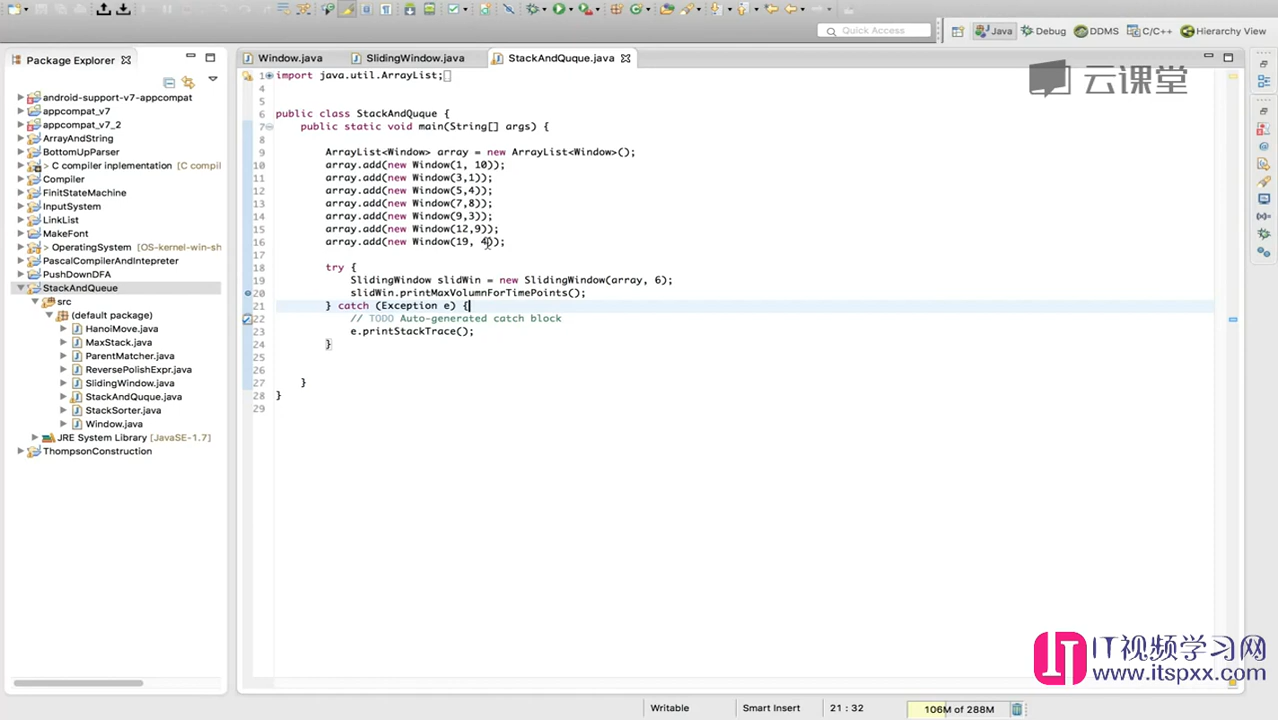 Quick Access
Java
Debug
DDMS
C/C++
Hierarchy View
Package Explorer
Window.java
SlidingWindow.java
StackAndQuque.java
云课堂
android-support-v7-appcompat
appcompat_v7
appcompat_v7_2
ArrayAndString
BottomUpParser
C compiler inplementation [C compil
Compiler
FinitStateMachine
InputSystem
LinkList
MakeFont
OperatingSystem [OS-kernel-win-sh
PascalCompilerAndIntepreter
PushDownDFA
StackAndQueue
src
(default package)
HanoiMove.java
MaxStack.java
ParentMatcher.java
ReversePolishExpr.java
SlidingWindow.java
StackAndQuque.java
StackSorter.java
Window.java
JRE System Library [JavaSE-1.7]
ThompsonConstruction
1 import java.util.ArrayList;
4
5
6 public class StackAndQuque {
7 public static void main(String[] args) {
8
9 ArrayList<Window> array = new ArrayList<Window>();
10 array.add(new Window(1, 10));
11 array.add(new Window(3,1));
12 array.add(new Window(5,4));
13 array.add(new Window(7,8));
14 array.add(new Window(9,3));
15 array.add(new Window(12,9));
16 array.add(new Window(19, 4));
17
18 try {
19 SlidingWindow slidWin = new SlidingWindow(array, 6);
20 slidWin.printMaxVolumnForTimePoints();
21 } catch (Exception e) {
22 // TODO Auto-generated catch block
23 e.printStackTrace();
24 }
25
26
27 }
28 }
29
IT视频学习网
www.itspxx.com
Writable
Smart Insert
21 : 32
106M of 288M